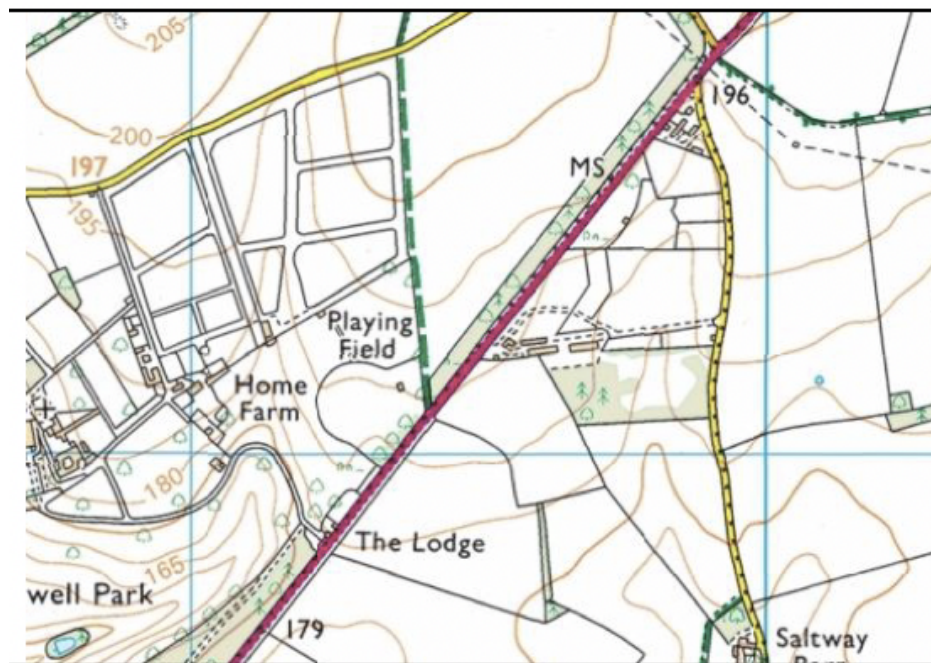 205
196
200
MS
197
195
Playing
Field
Home
Farm
180
The Lodge
165
well Park
179
Saltway